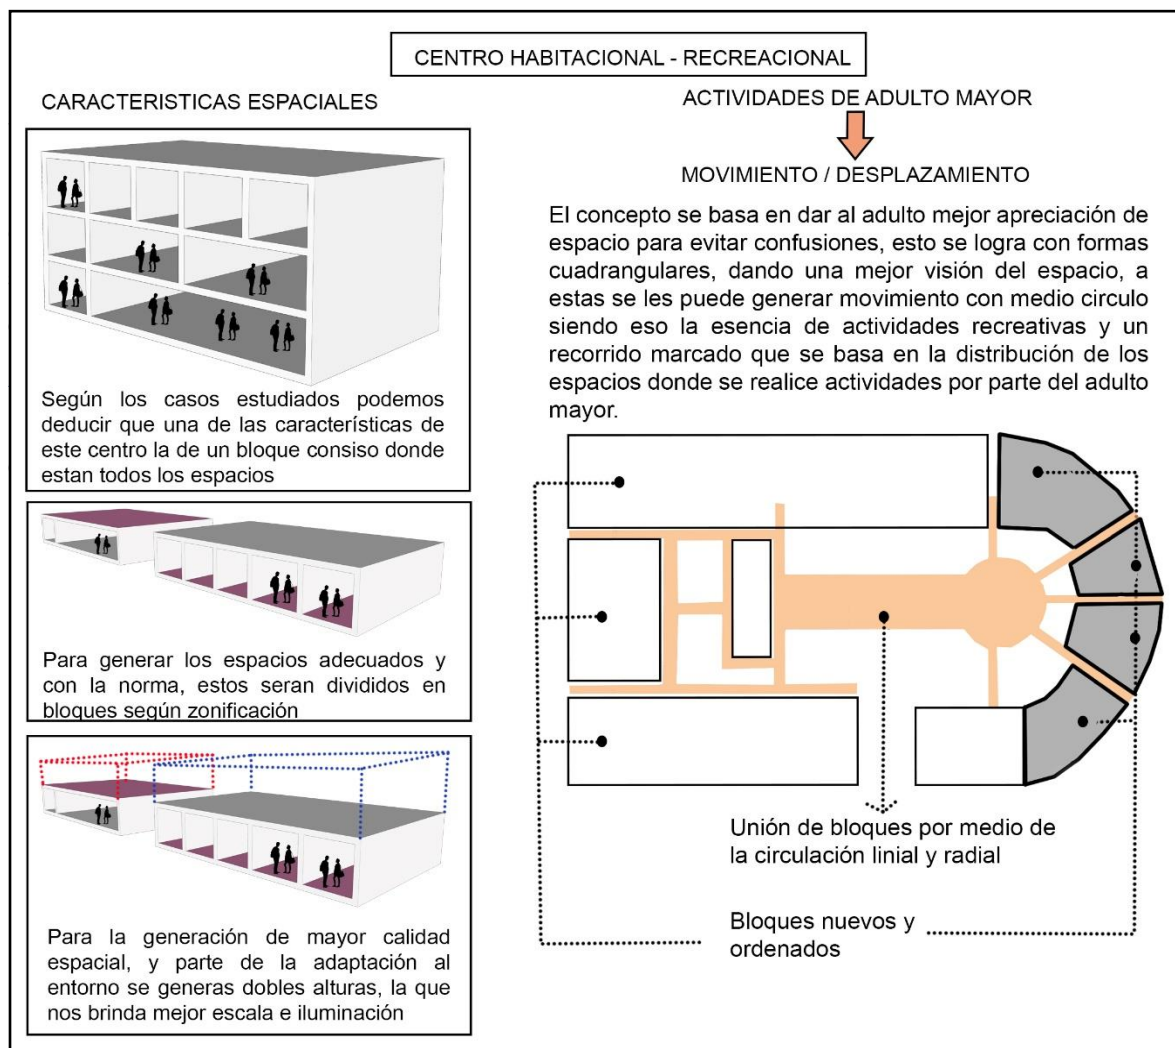 CENTRO HABITACIONAL - RECREACIONAL
CARACTERISTICAS ESPACIALES
Según los casos estudiados podemos
deducir que una de las características de
este centro la de un bloque consiso donde
estan todos los espacios
Para generar los espacios adecuados y
con la norma, estos seran divididos en
bloques según zonificación
Para la generación de mayor calidad
espacial, y parte de la adaptación al
entorno se generas dobles alturas, la que
nos brinda mejor escala e iluminación
ACTIVIDADES DE ADULTO MAYOR
MOVIMIENTO / DESPLAZAMIENTO
El concepto se basa en dar al adulto mejor apreciación de
espacio para evitar confusiones, esto se logra con formas
cuadrangulares, dando una mejor visión del espacio, a
estas se les puede generar movimiento con medio circulo
siendo eso la esencia de actividades recreativas y un
recorrido marcado que se basa en la distribución de los
espacios donde se realice actividades por parte del adulto
mayor.
Unión de bloques por medio de
la circulación linial y radial
Bloques nuevos y
ordenados